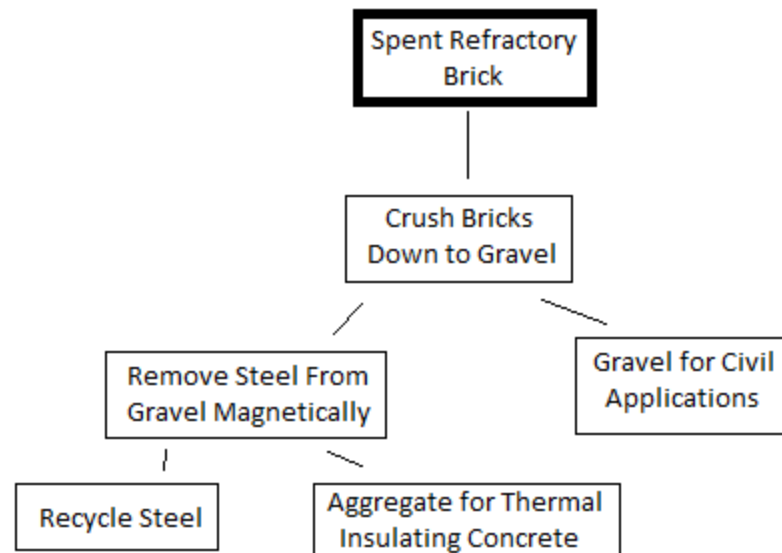 Spent Refractory
Brick
Crush Bricks
Down to Gravel
Remove Steel From
Gravel Magnetically
Gravel for Civil
Applications
Recycle Steel
Aggregate for Thermal
Insulating Concrete